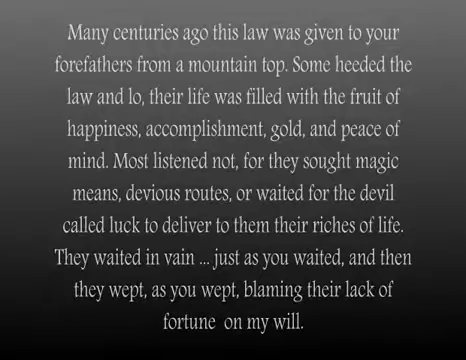 Many centuries ago this law was given to your
forefathers from a mountain top. Some heeded the
law and lo, their life was filled with the fruit of
happiness, accomplishment, gold, and peace of
mind. Most listened not, for they sought magic
means, devious routes, or waited for the devil
called luck to deliver to them their riches of life.
They waited in vain ... just as you waited, and then
they wept, as you wept, blaming their lack of
fortune on my will.